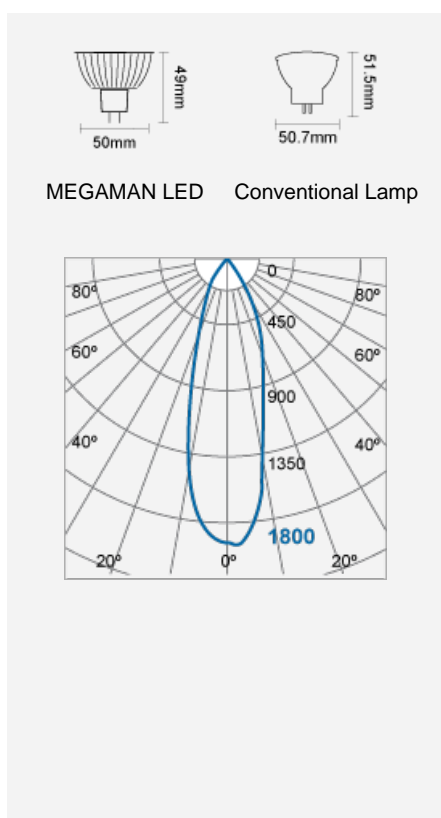 49mm
51.5mm
50mm
50.7mm
MEGAMAN LED
Conventional Lamp
0
80º
80º
450
60º
60º
900
40º
40º
1350
1800
20º
0º
20º